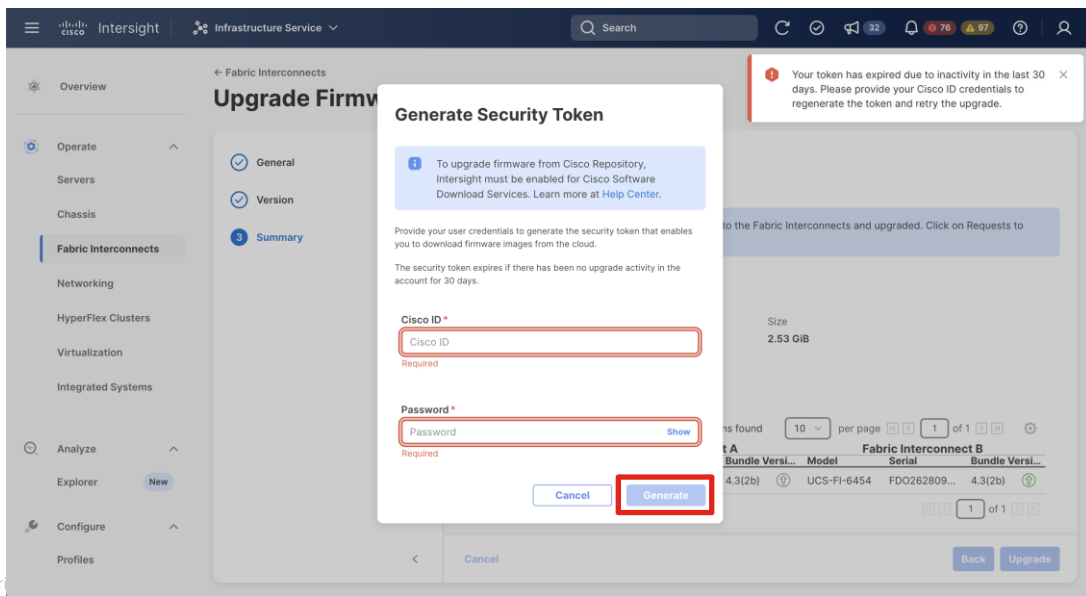 cisco Intersight
Infrastructure Service
Search
32
76
97
Overview
Operate
Servers
Chassis
Fabric Interconnects
Networking
HyperFlex Clusters
Virtualization
Integrated Systems
Analyze
Explorer New
Configure
Profiles
← Fabric Interconnects
Upgrade Firmw
General
Version
3 Summary
Your token has expired due to inactivity in the last 30
days. Please provide your Cisco ID credentials to
regenerate the token and retry the upgrade.
Generate Security Token
To upgrade firmware from Cisco Repository,
Intersight must be enabled for Cisco Software
Download Services. Learn more at Help Center.
Provide your user credentials to generate the security token that enables
you to download firmware images from the cloud.
The security token expires if there has been no upgrade activity in the
account for 30 days.
Cisco ID *
Cisco ID
Required
Password *
Password Show
Required
Cancel Generate
to the Fabric Interconnects and upgraded. Click on Requests to
Size
2.53 GiB
ns found 10 per page 1 of 1
t A Fabric Interconnect B
Bundle Versi... Model Serial Bundle Versi...
4.3(2b) UCS-FI-6454 FDO262809... 4.3(2b)
1 of 1
Cancel Back Upgrade